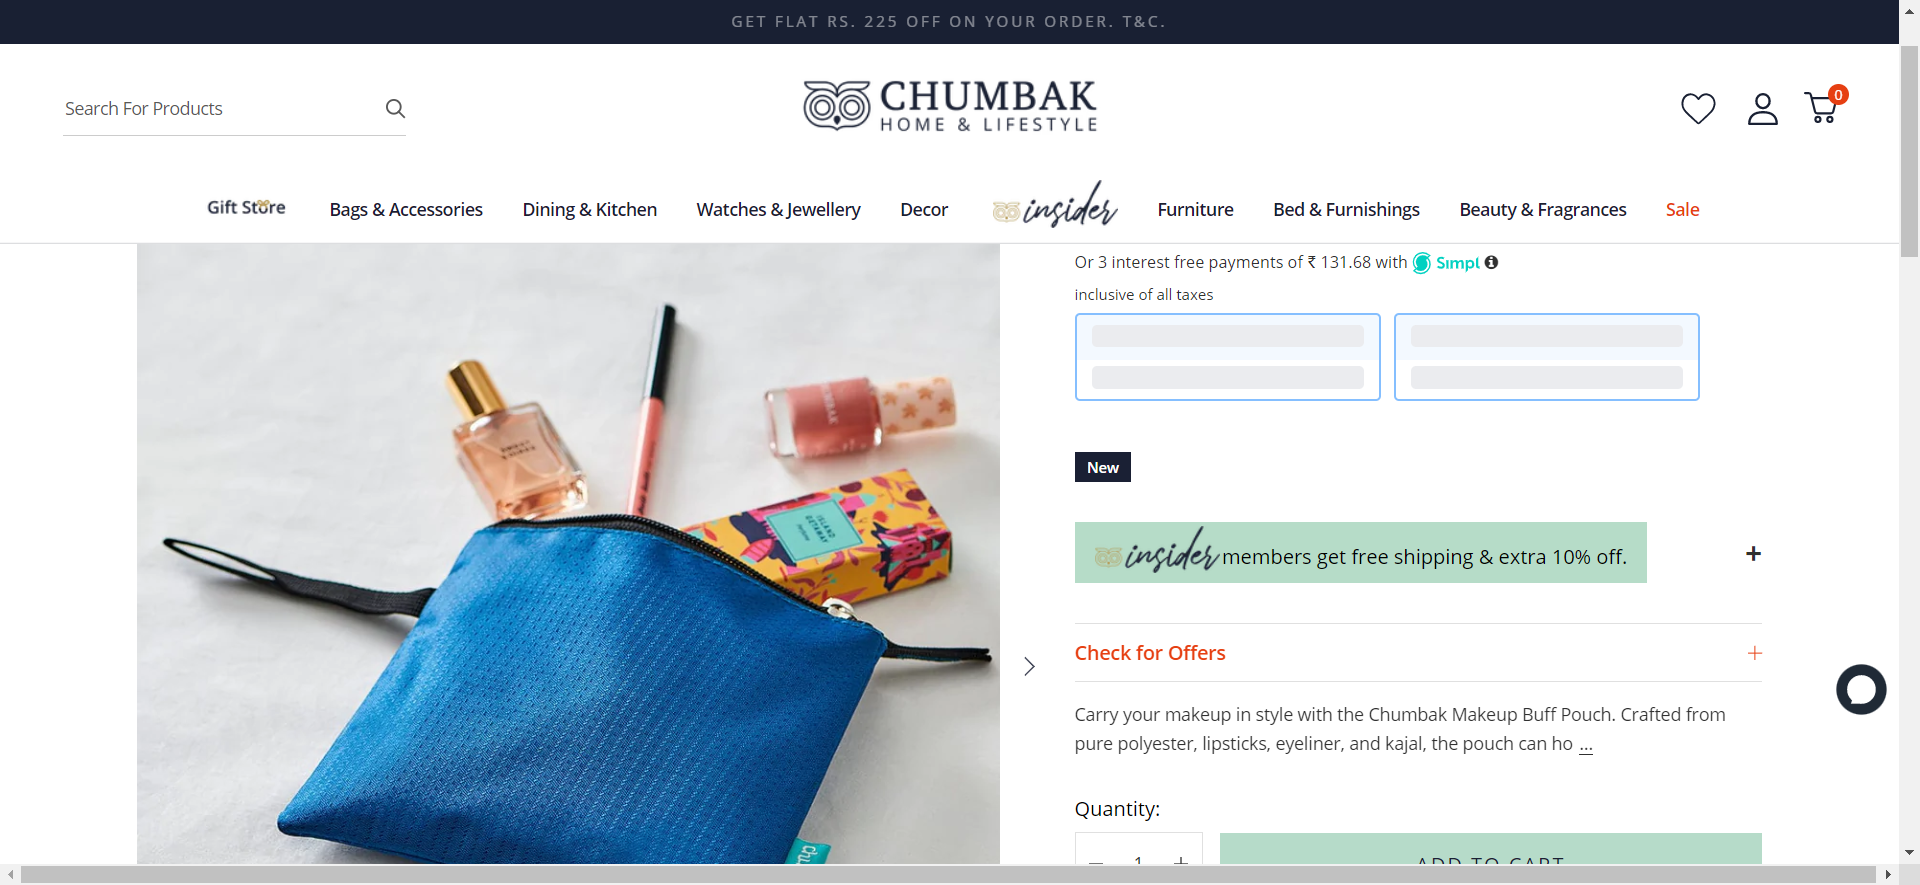 GET FLAT RS. 225 OFF ON YOUR ORDER. T&C.
Search For Products
CHUMBAK
HOME & LIFESTYLE
0
Gift Store
Bags & Accessories
Dining & Kitchen
Watches & Jewellery
Decor
insider
Furniture
Bed & Furnishings
Beauty & Fragrances
Sale
Or 3 interest free payments of ₹ 131.68 with Simpl
inclusive of all taxes
New
insider members get free shipping & extra 10% off.
+
Check for Offers
+
Carry your makeup in style with the Chumbak Makeup Buff Pouch. Crafted from
pure polyester, lipsticks, eyeliner, and kajal, the pouch can ho ...
Quantity:
— 1 +
ADD TO CART
ISLAND
GETAWAY